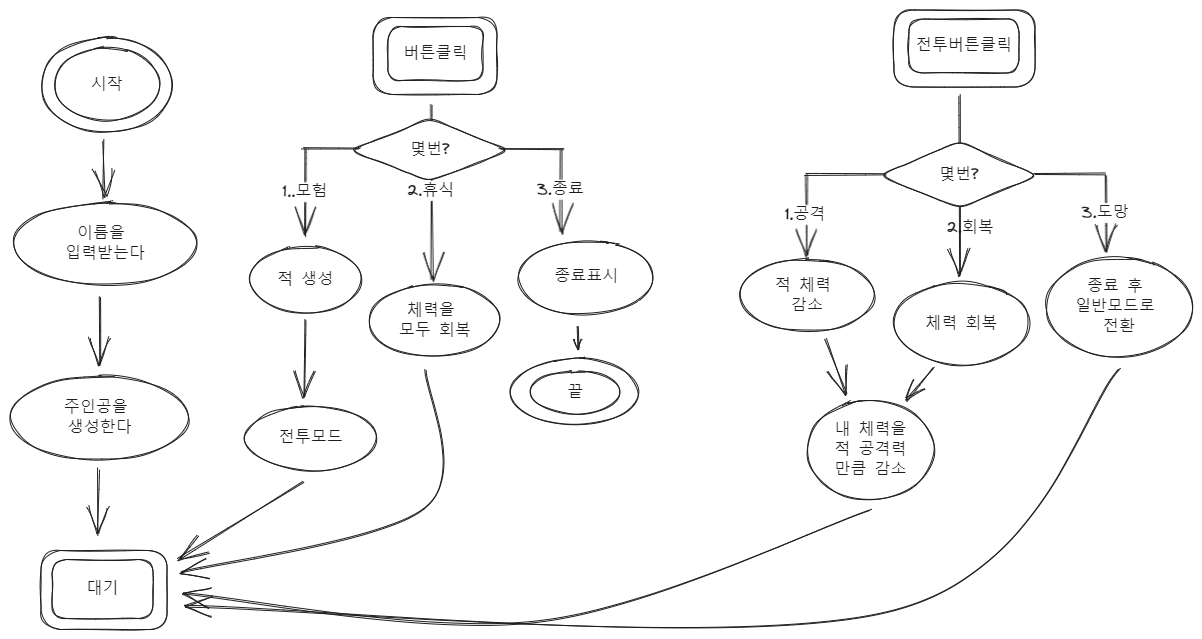 시작
이름을
입력받는다
주인공을
생성한다
대기
버튼클릭
몇번?
1..모험
2.휴식
3.종료
적 생성
체력을
모두 회복
종료표시
전투모드
끝
전투버튼클릭
몇번?
1.공격
2.회복
3.도망
적 체력
감소
체력 회복
종료 후
일반모드로
전환
내 체력을
적 공격력
만큼 감소